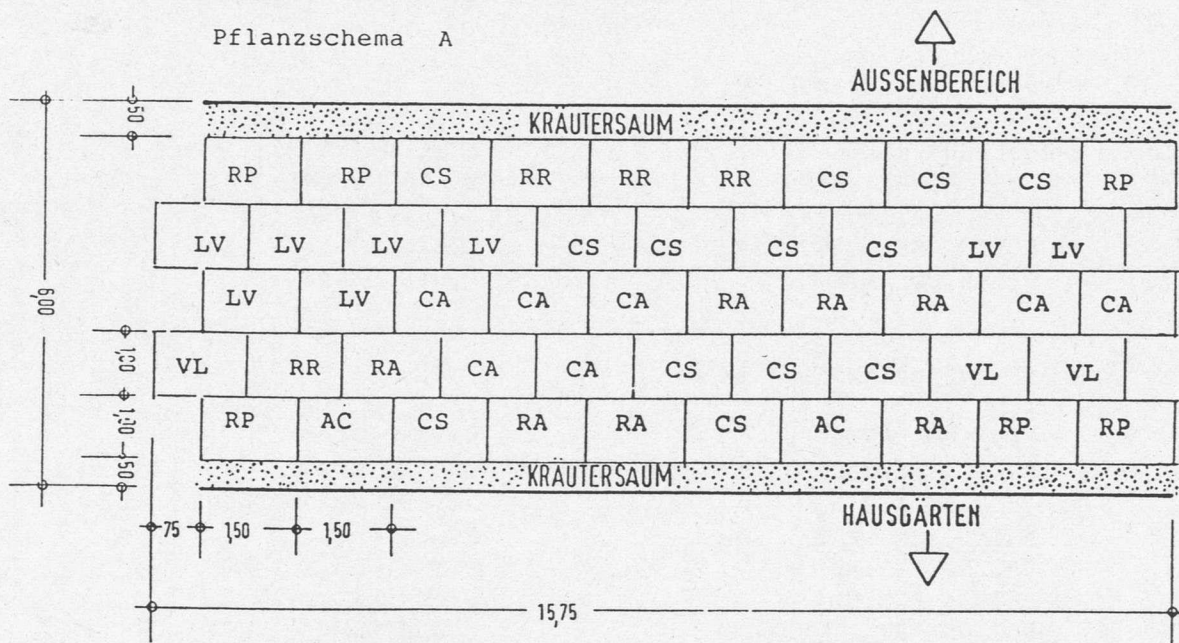 Pflanzschema A
AUSSENBEREICH
50
KRÄUTERSAUM
RP RP CS RR RR RR CS CS CS RP
LV LV LV LV CS CS CS CS LV LV
6,00
LV LV CA CA CA RA RA RA CA CA
1,00
VL RR RA CA CA CS CS CS VL VL
1,00
RP AC CS RA RA CS AC RA RP RP
50
KRÄUTERSAUM
HAUSGÄRTEN
75 1,50 1,50
15,75